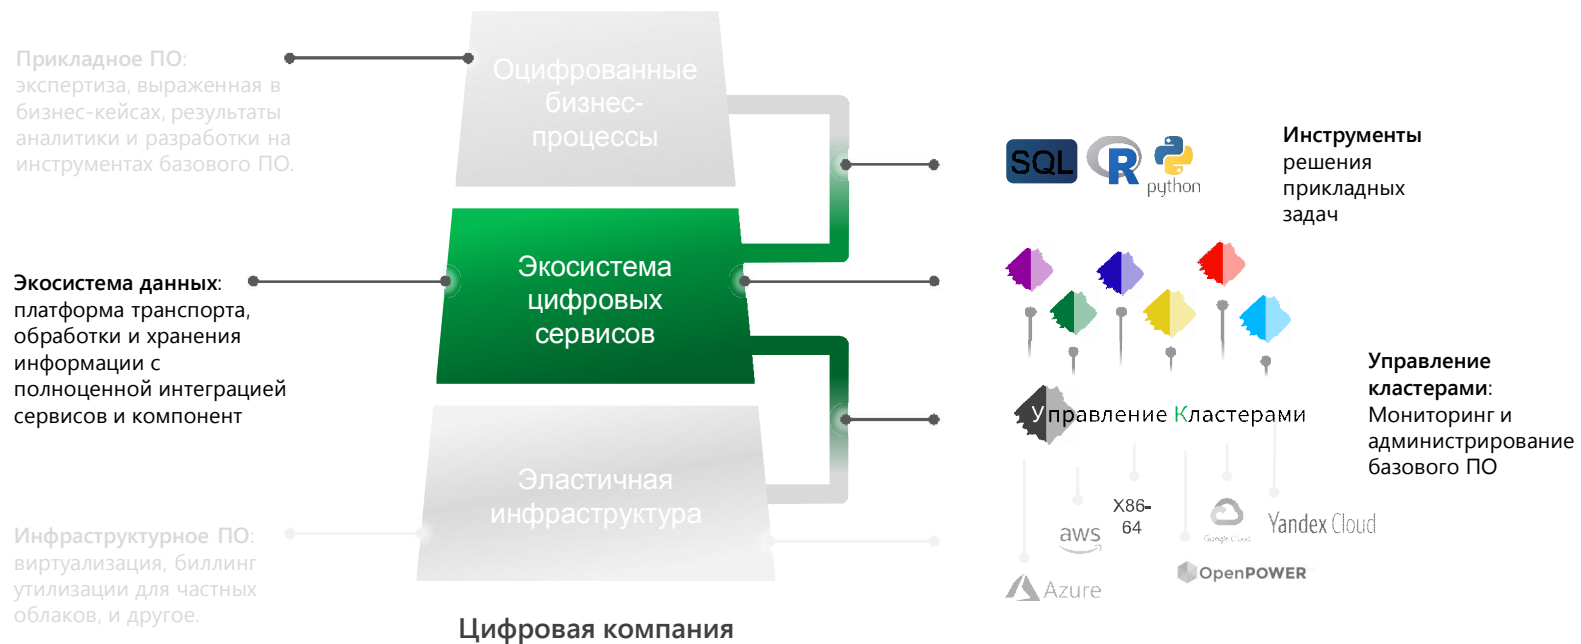 Прикладное ПО:
экспертиза, выраженная в
бизнес-кейсах, результаты
аналитики и разработки на
инструментах базового ПО.
Экосистема данных:
платформа транспорта,
обработки и хранения
информации с
полноценной интеграцией
сервисов и компонент
Инфраструктурное ПО:
виртуализация, биллинг
утилизации для частных
облаков, и другое.
Оцифрованные
бизнес-
процессы
Экосистема
цифровых
сервисов
Эластичная
инфраструктура
Цифровая компания
SQL
R
python
Инструменты
решения
прикладных
задач
Управление Кластерами
Управление
кластерами:
Мониторинг и
администрирование
базового ПО
X86-
64
aws
Google Cloud
Yandex Cloud
OpenPOWER
Azure